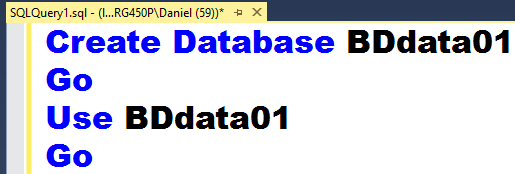 SQLQuery1.sql - (l...RG450P\Daniel (59))*
Create Database BDdata01
Go
Use BDdata01
Go